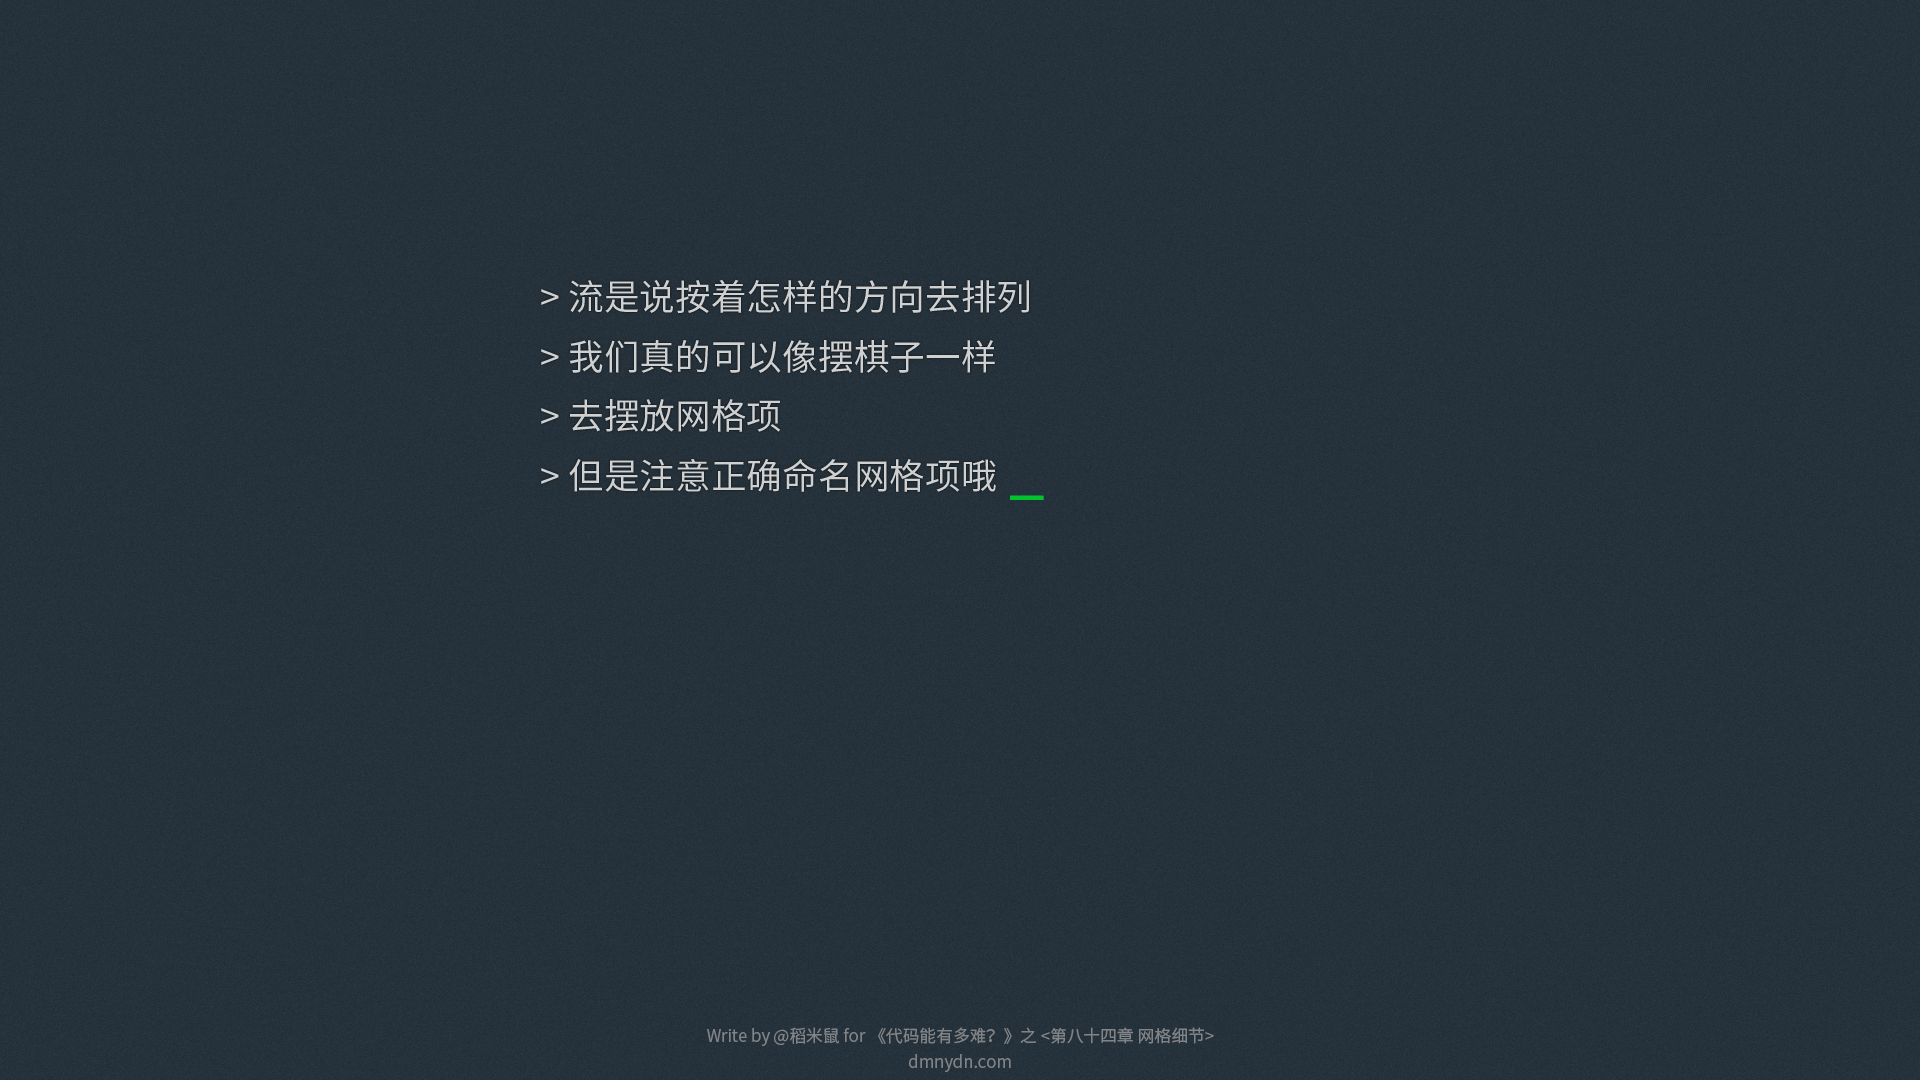 > 流是说按着怎样的方向去排列
> 我们真的可以像摆棋子一样
> 去摆放网格项
> 但是注意正确命名网格项哦 _
Write by @稻米鼠 for 《代码能有多难？》之 <第八十四章 网格细节>
dmnydn.com